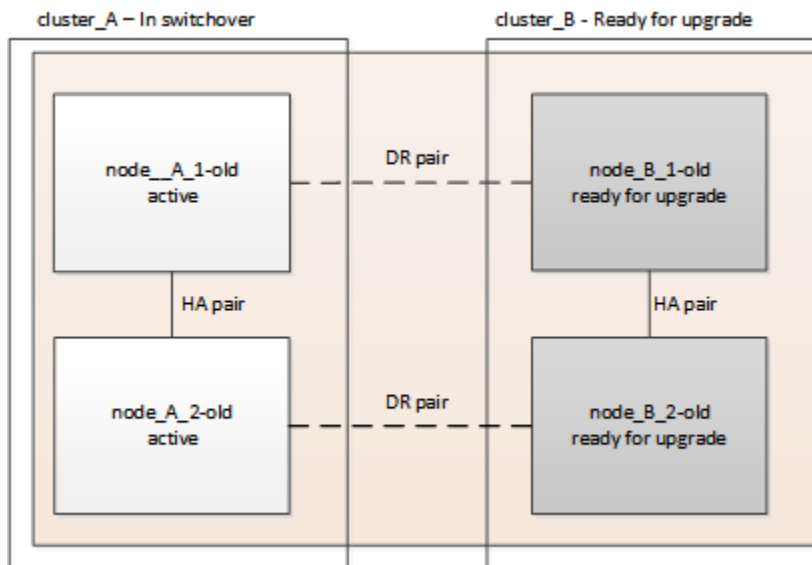 cluster_A – In switchover
cluster_B - Ready for upgrade
node__A_1-old
active
DR pair
node_B_1-old
ready for upgrade
HA pair
HA pair
node_A_2-old
active
DR pair
node_B_2-old
ready for upgrade